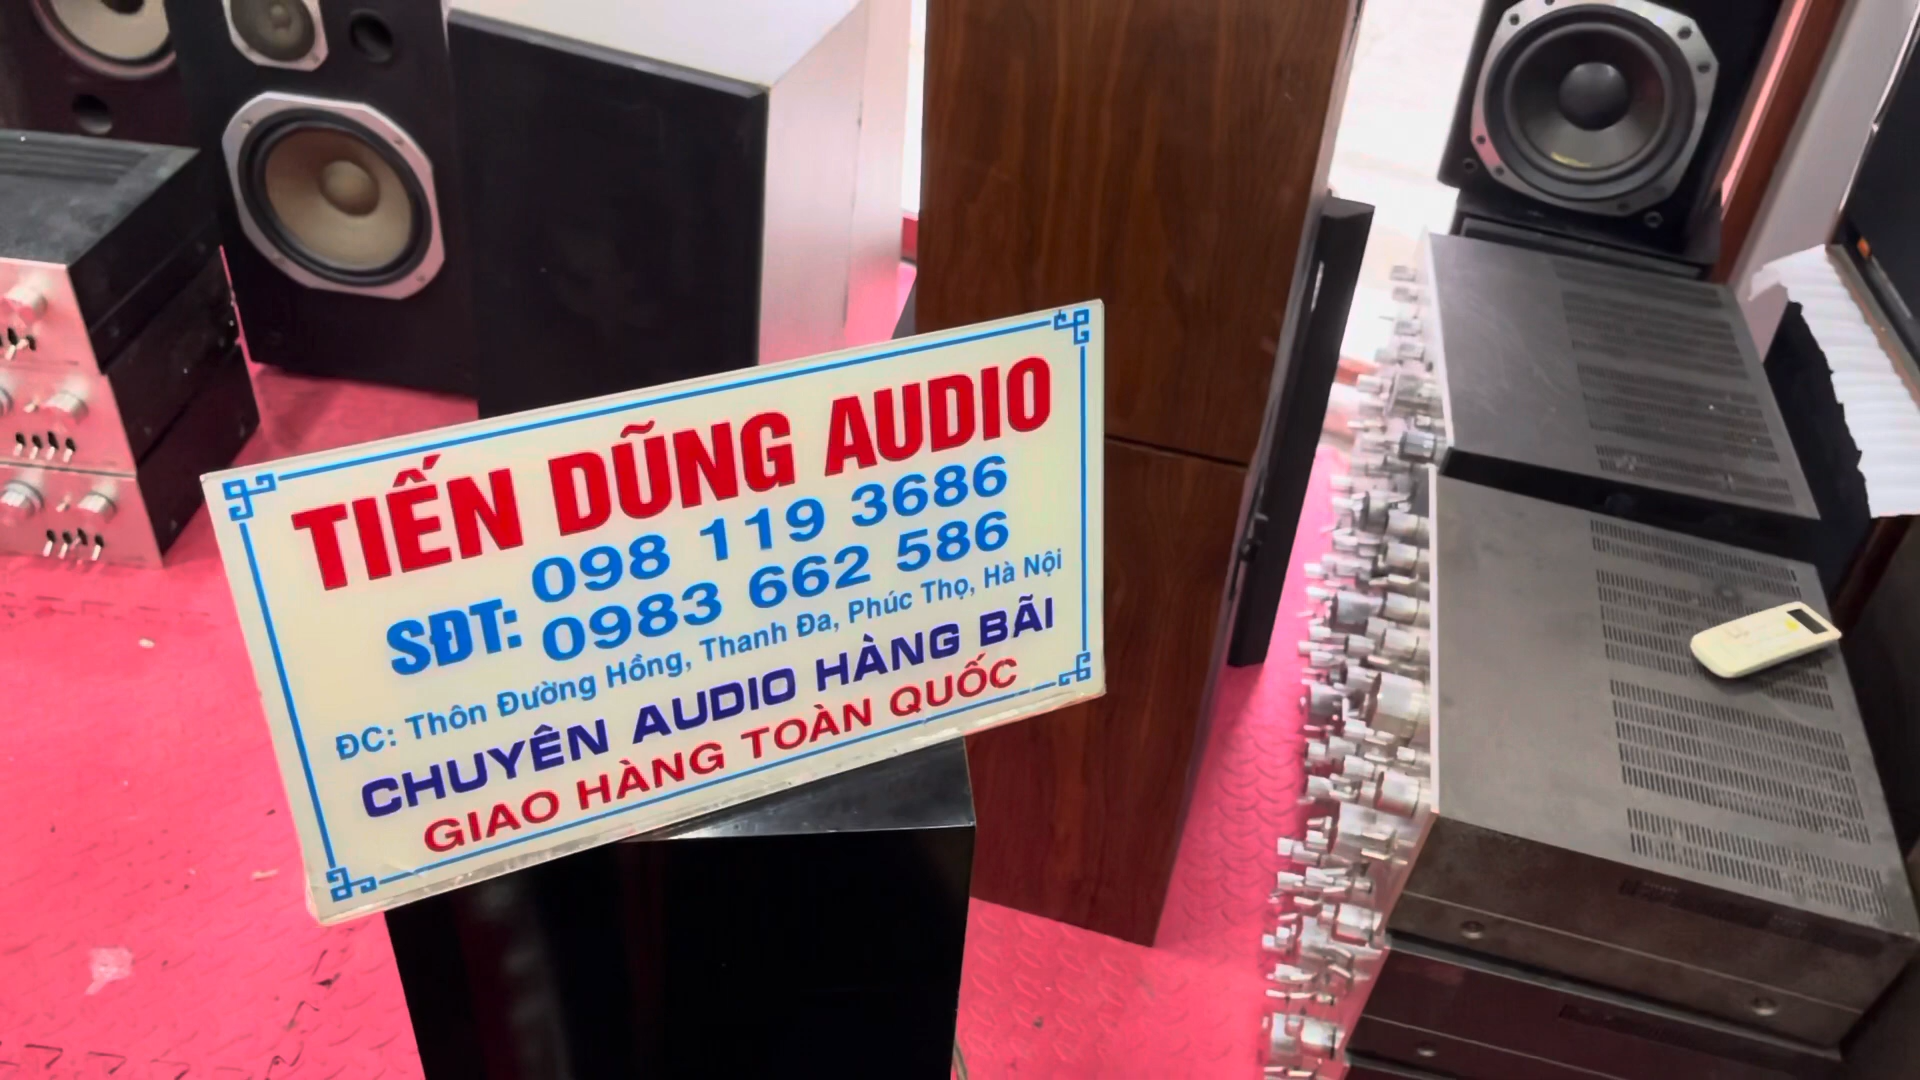 TIẾN DŨNG AUDIO
SĐT: 098 119 3686
0983 662 586
ĐC: Thôn Đường Hồng, Thanh Đa, Phúc Thọ, Hà Nội
CHUYÊN AUDIO HÀNG BÃI
GIAO HÀNG TOÀN QUỐC